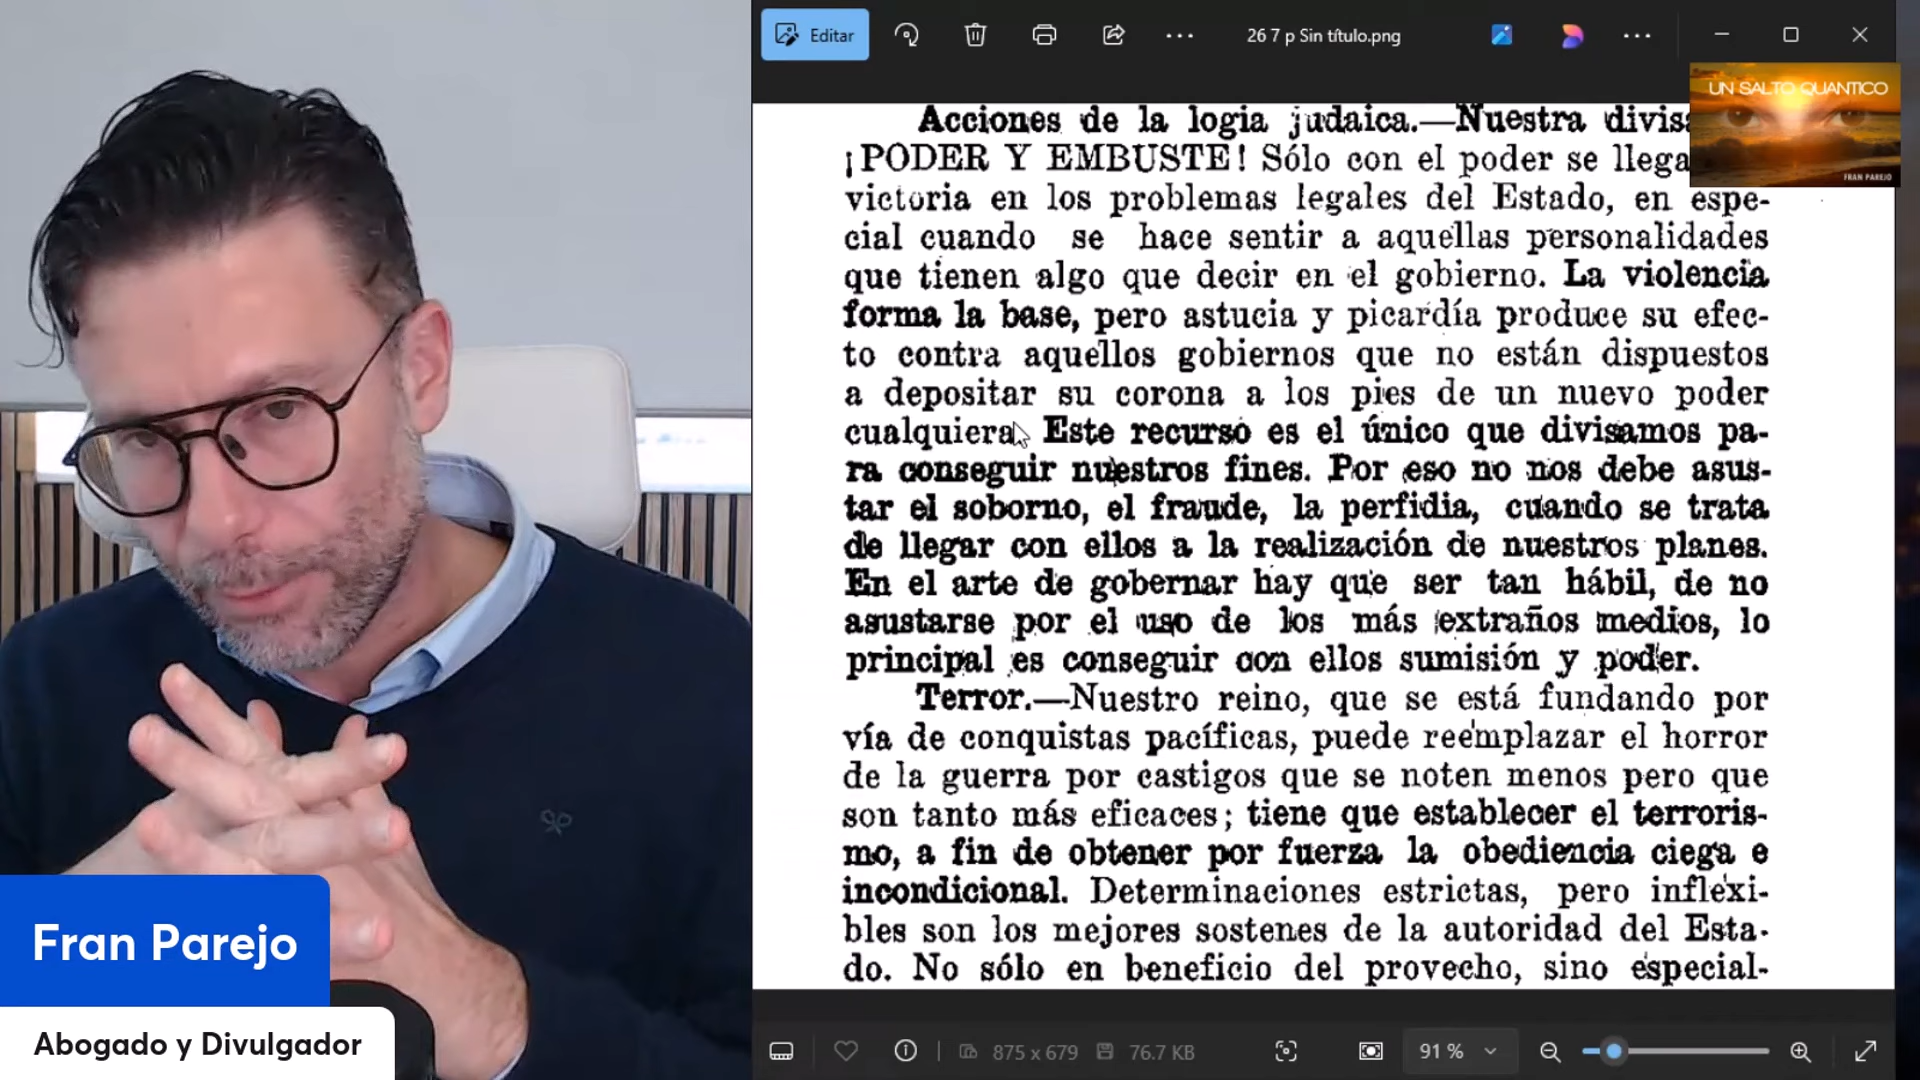 Editar
26 7 p Sin título.png
UN SALTO QUANTICO
FRAN PAREJO
Acciones de la logia judaica.—Nuestra
¡PODER Y EMBUSTE! Sólo con el poder se llega
victoria en los problemas legales del Estado, en espe-
cial cuando se hace sentir a aquellas personalidades
que tienen algo que decir en el gobierno. La violencia
forma la base, pero astucia y picardía produce su efec-
to contra aquellos gobiernos que no están dispuestos
a depositar su corona a los pies de un nuevo poder
cualquiera. Este recurso es el único que divisamos pa-
ra conseguir nuestros fines. Por eso no nos debe asus-
tar el soborno, el fraude, la perfidia, cuando se trata
de llegar con ellos a la realización de nuestros planes.
En el arte de gobernar hay que ser tan hábil, de no
asustarse por el uso de los más extraños medios, lo
principal es conseguir con ellos sumisión y poder.
Terror.—Nuestro reino, que se está fundando por
vía de conquistas pacíficas, puede reemplazar el horror
de la guerra por castigos que se noten menos pero que
son tanto más eficaces; tiene que establecer el terroris-
mo, a fin de obtener por fuerza la obediencia ciega e
incondicional. Determinaciones estrictas, pero inflexi-
bles son los mejores sostenes de la autoridad del Esta-
do. No sólo en beneficio del provecho, sino especial-
Fran Parejo
Abogado y Divulgador
875 x 679
76.7 KB
91 %